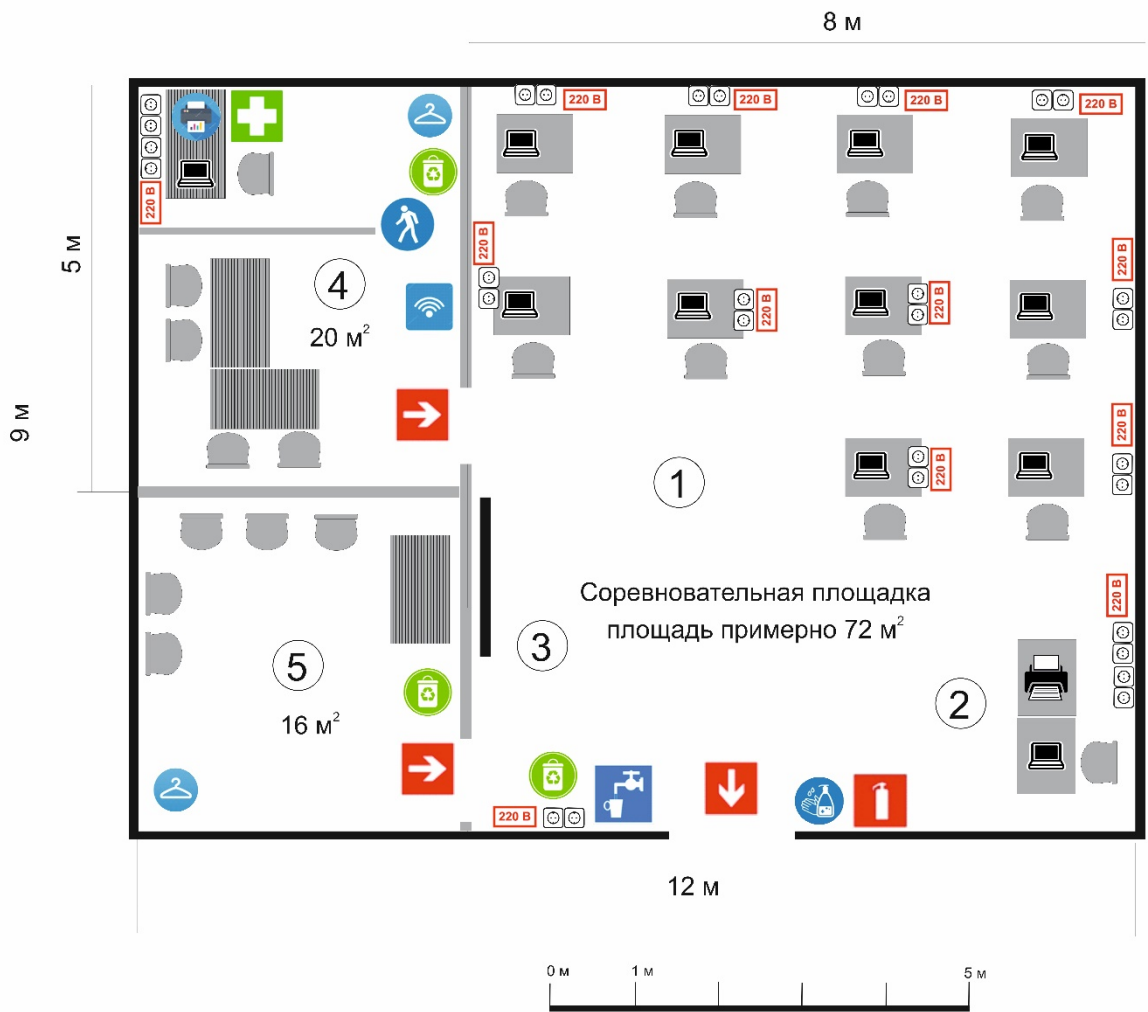 8 м
220 В
220 В
220 В
220 В
220 В
220 В
220 В
5 м
4
20 м²
220 В
220 В
9 м
1
220 В
220 В
Соревновательная площадка
площадь примерно 72 м²
220 В
3
5
16 м²
2
220 В
12 м
0 м
1 м
5 м